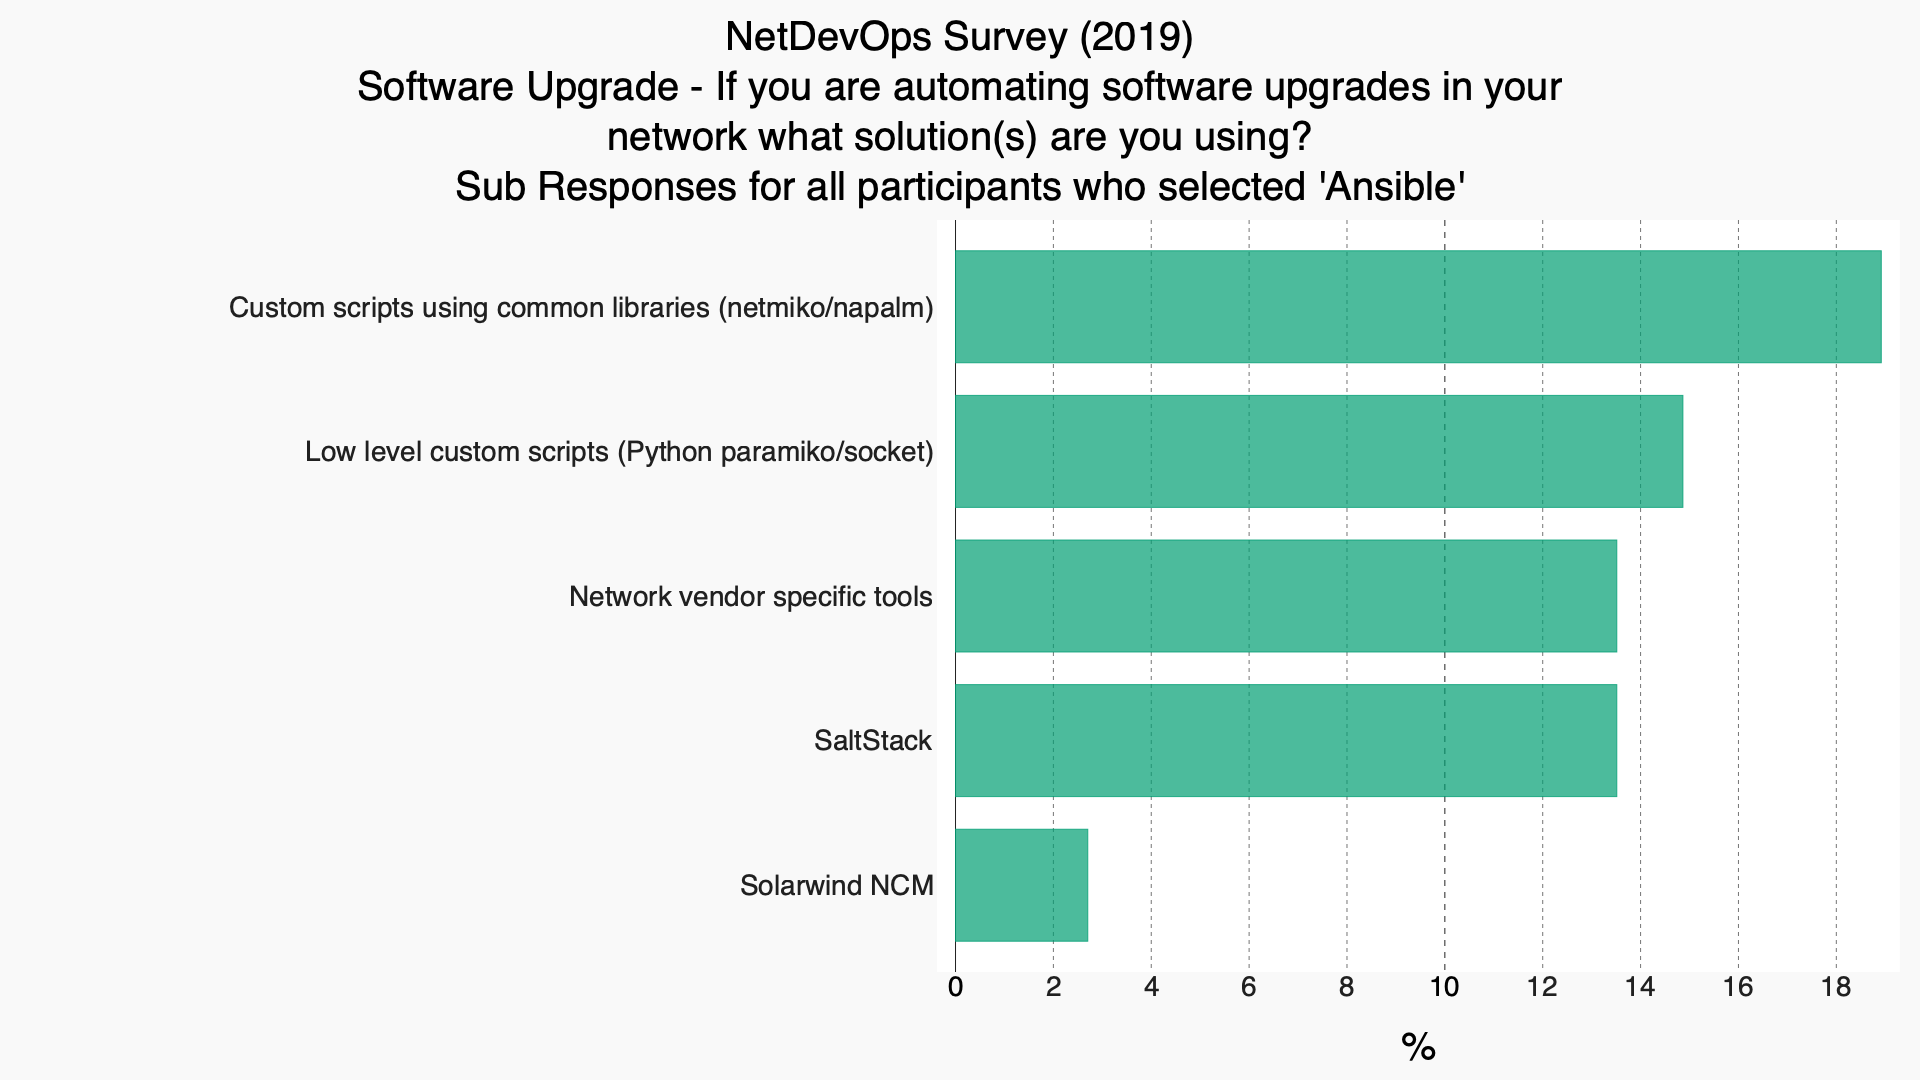 NetDevOps Survey (2019)
Software Upgrade - If you are automating software upgrades in your
network what solution(s) are you using?
Sub Responses for all participants who selected 'Ansible'
Custom scripts using common libraries (netmiko/napalm)
Low level custom scripts (Python paramiko/socket)
Network vendor specific tools
SaltStack
Solarwind NCM
0 2 4 6 8 10 12 14 16 18
%